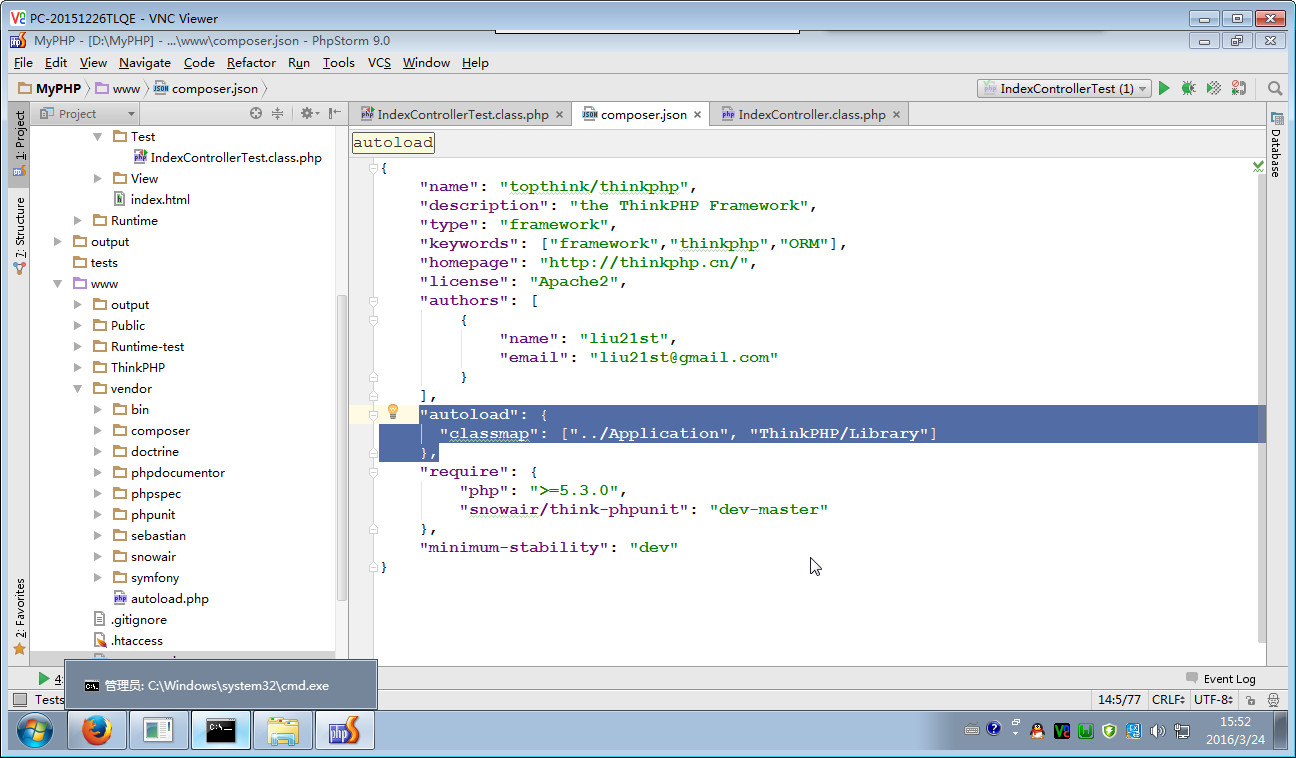 PC-20151226TLQE - VNC Viewer
MyPHP - [D:\MyPHP] - ...\www\composer.json - PhpStorm 9.0
File Edit View Navigate Code Refactor Run Tools VCS Window Help
MyPHP www composer.json IndexControllerTest (1)
Project IndexControllerTest.class.php composer.json IndexController.class.php
1: Project
7: Structure
2: Favorites
Database
Test
IndexControllerTest.class.php
View
index.html
Runtime
output
tests
www
output
Public
Runtime-test
ThinkPHP
vendor
bin
composer
doctrine
phpdocumentor
phpspec
phpunit
sebastian
snowair
symfony
autoload.php
.gitignore
.htaccess
autoload
{
"name": "topthink/thinkphp",
"description": "the ThinkPHP Framework",
"type": "framework",
"keywords": ["framework","thinkphp","ORM"],
"homepage": "http://thinkphp.cn/",
"license": "Apache2",
"authors": [
{
"name": "liu21st",
"email": "liu21st@gmail.com"
}
],
"autoload": {
"classmap": ["../Application", "ThinkPHP/Library"]
},
"require": {
"php": ">=5.3.0",
"snowair/think-phpunit": "dev-master"
},
"minimum-stability": "dev"
}
4: Event Log
管理员: C:\Windows\system32\cmd.exe
Tests 14:5/77 CRLF UTF-8
15:52
2016/3/24